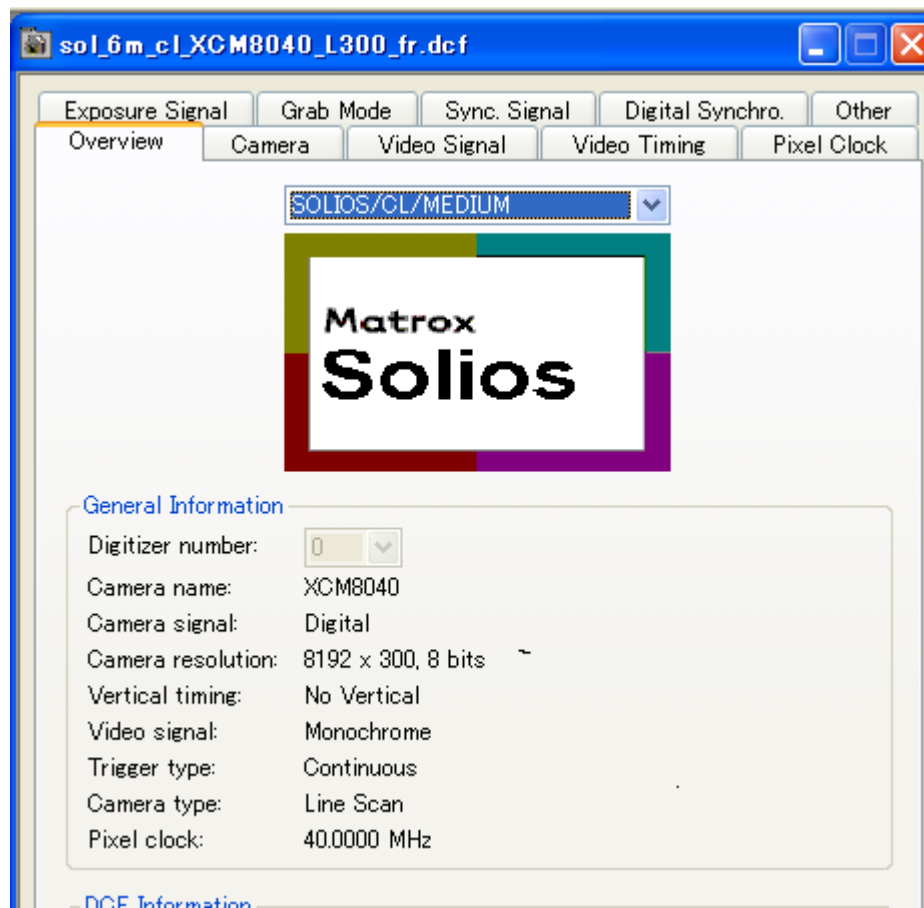 sol_6m_cl_XCM8040_L300_fr.dcf
Exposure Signal Grab Mode Sync. Signal Digital Synchro. Other
Overview Camera Video Signal Video Timing Pixel Clock
SOLIOS/CL/MEDIUM
Matrox
Solios
General Information
Digitizer number: 0
Camera name: XCM8040
Camera signal: Digital
Camera resolution: 8192 x 300, 8 bits
Vertical timing: No Vertical
Video signal: Monochrome
Trigger type: Continuous
Camera type: Line Scan
Pixel clock: 40.0000 MHz
DCF Information